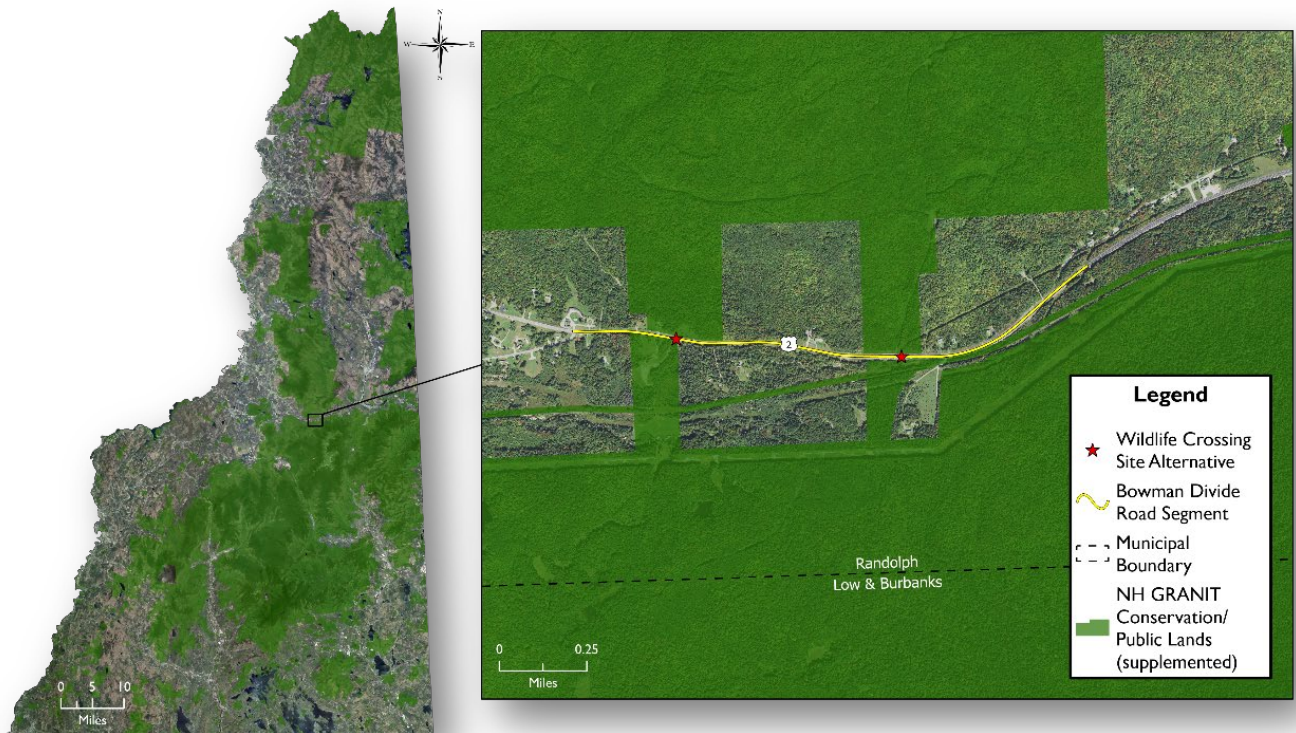 N
W E
S
0 5 10
Miles
2
Randolph
Low & Burbanks
0 0.25
Miles
Legend
Wildlife Crossing
Site Alternative
Bowman Divide
Road Segment
Municipal
Boundary
NH GRANIT
Conservation/
Public Lands
(supplemented)